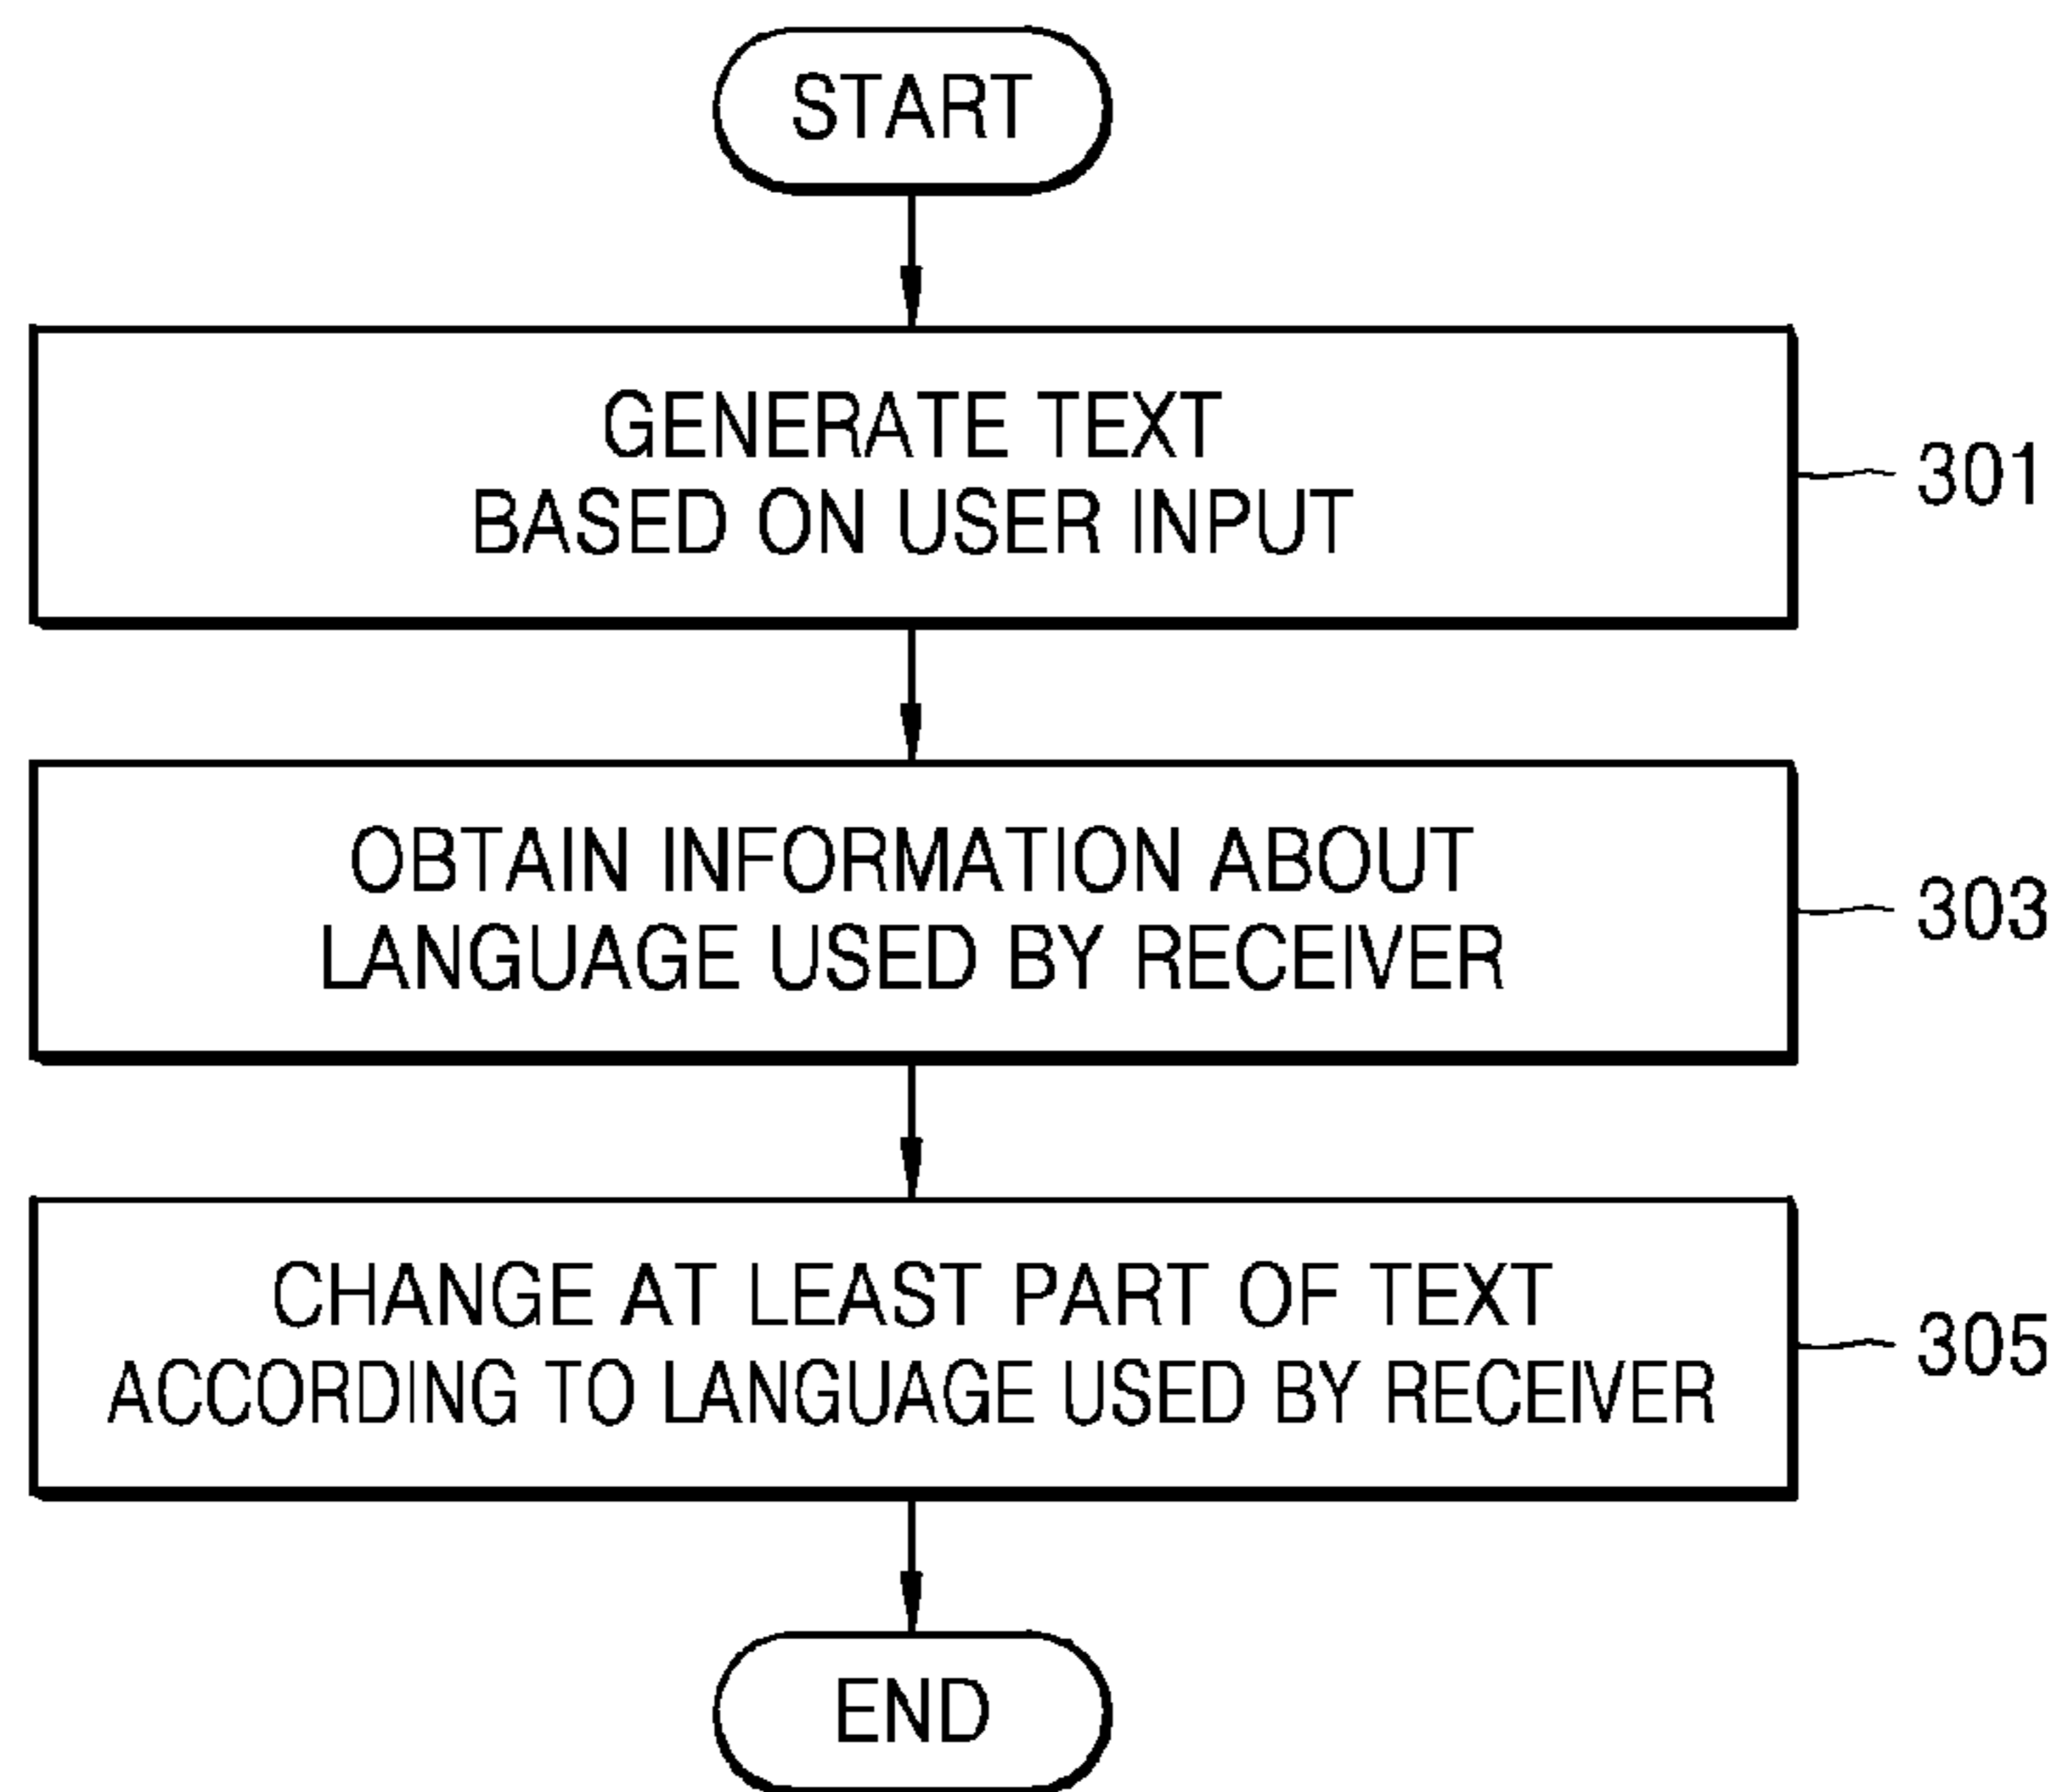 START
GENERATE TEXT
BASED ON USER INPUT
301
OBTAIN INFORMATION ABOUT
LANGUAGE USED BY RECEIVER
303
CHANGE AT LEAST PART OF TEXT
ACCORDING TO LANGUAGE USED BY RECEIVER
305
END